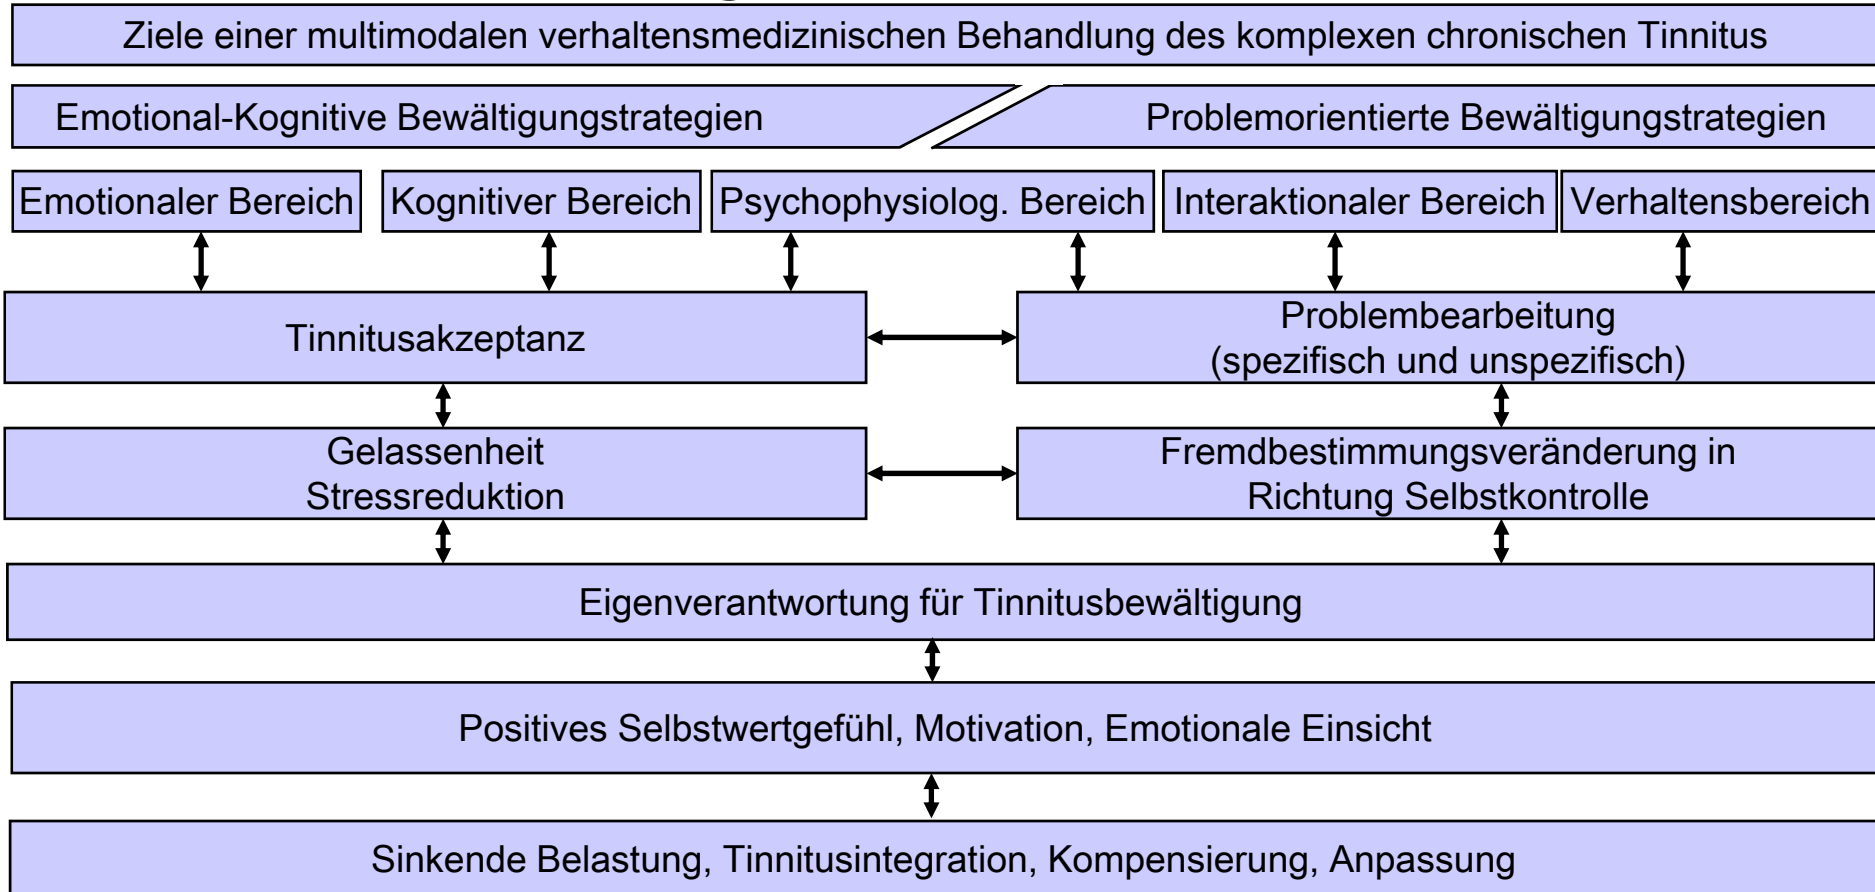 Ziele einer multimodalen verhaltensmedizinischen Behandlung des komplexen chronischen Tinnitus
Emotional-Kognitive Bewältigungstrategien
Problemorientierte Bewältigungstrategien
Emotionaler Bereich
Kognitiver Bereich
Psychophysiolog. Bereich
Interaktionaler Bereich
Verhaltensbereich
Tinnitusakzeptanz
Problembearbeitung
(spezifisch und unspezifisch)
Gelassenheit
Stressreduktion
Fremdbestimmungsveränderung in
Richtung Selbstkontrolle
Eigenverantwortung für Tinnitusbewältigung
Positives Selbstwertgefühl, Motivation, Emotionale Einsicht
Sinkende Belastung, Tinnitusintegration, Kompensierung, Anpassung